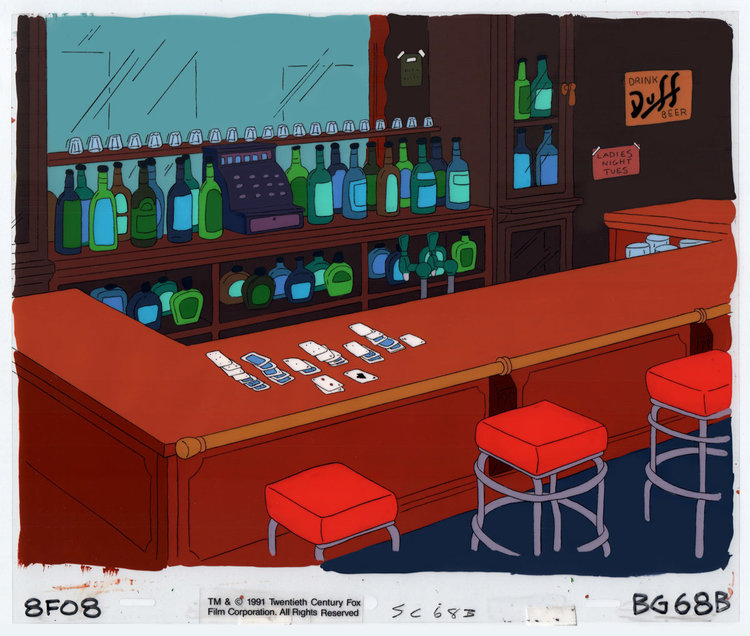 DRINK
Duff
BEER
LADIES
NIGHT
TUES
8F08
TM & © 1991 Twentieth Century Fox
Film Corporation. All Rights Reserved
SC 68B
BG68B